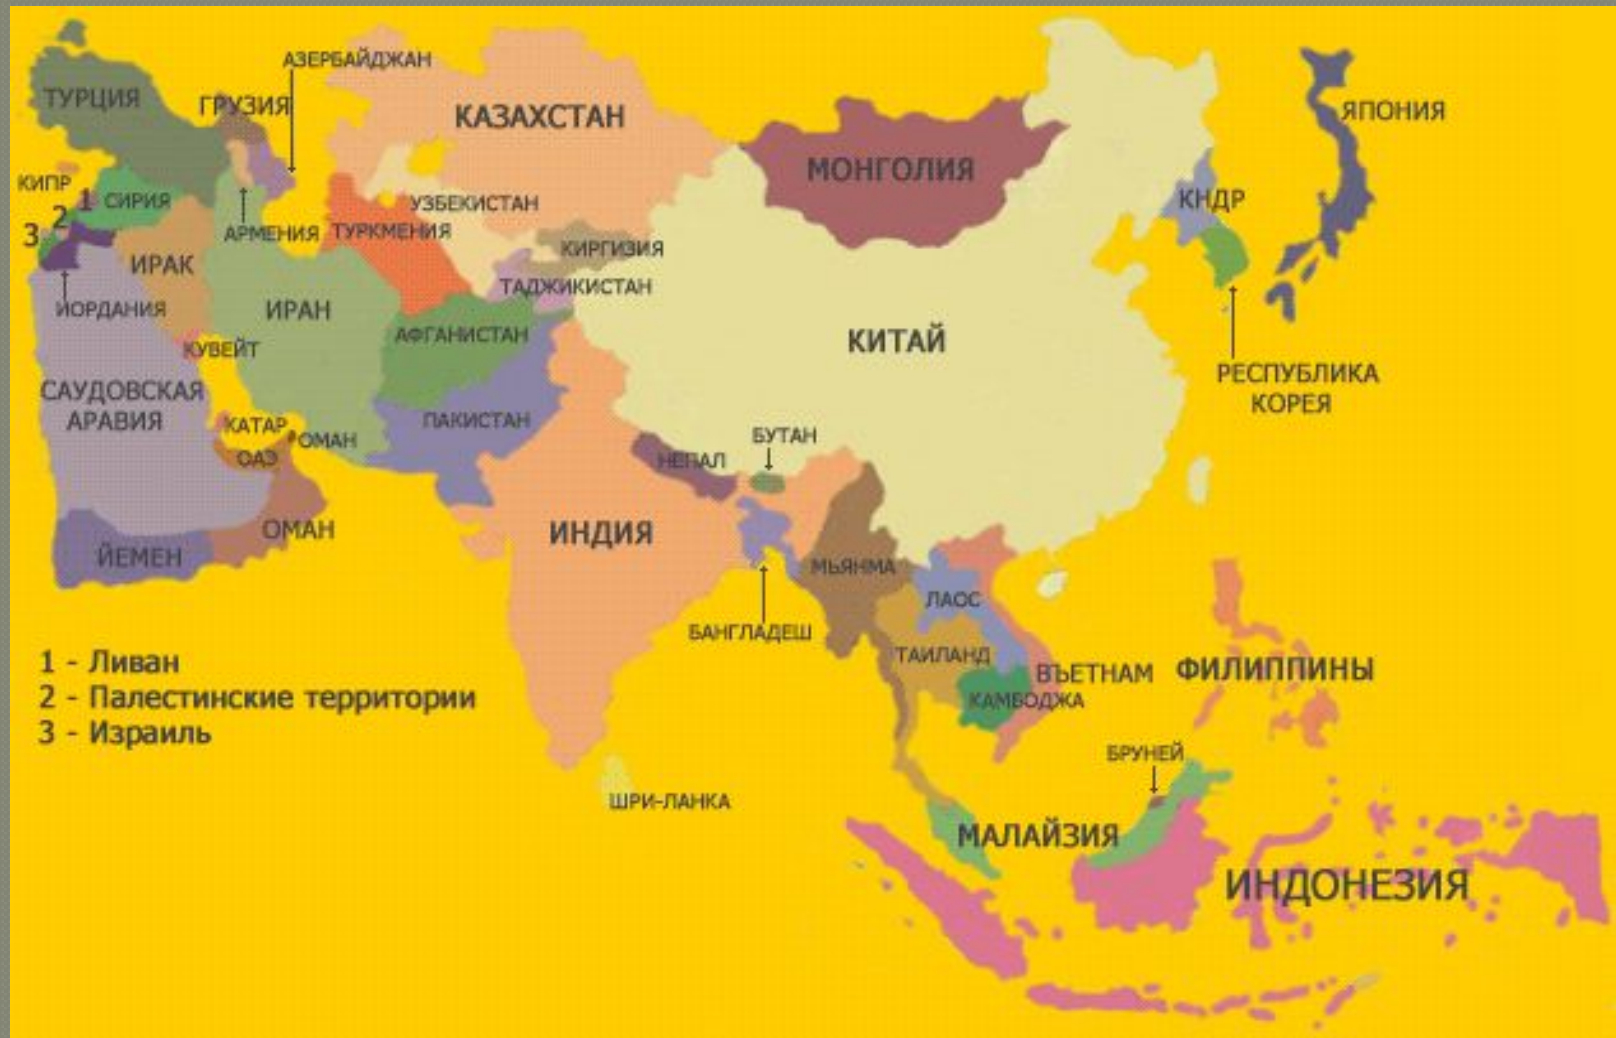 АЗЕРБАЙДЖАН
ТУРЦИЯ
ГРУЗИЯ
КАЗАХСТАН
ЯПОНИЯ
МОНГОЛИЯ
КИПР
1
СИРИЯ
УЗБЕКИСТАН
КНДР
2
3
АРМЕНИЯ
ТУРКМЕНИЯ
КИРГИЗИЯ
ИРАК
ТАДЖИКИСТАН
ЙОРДАНИЯ
ИРАН
АФГАНИСТАН
КИТАЙ
КУВЕЙТ
РЕСПУБЛИКА
КОРЕЯ
САУДОВСКАЯ
АРАВИЯ
КАТАР
ОМАН
ПАКИСТАН
БУТАН
ОАЭ
НЕПАЛ
ОМАН
ИНДИЯ
ЙЕМЕН
МЬЯНМА
ЛАОС
БАНГЛАДЕШ
ТАИЛАНД
ВЪЕТНАМ
ФИЛИППИНЫ
КАМБОДЖА
1 - Ливан
2 - Палестинские территории
3 - Израиль
БРУНЕЙ
ШРИ-ЛАНКА
МАЛАЙЗИЯ
ИНДОНЕЗИЯ